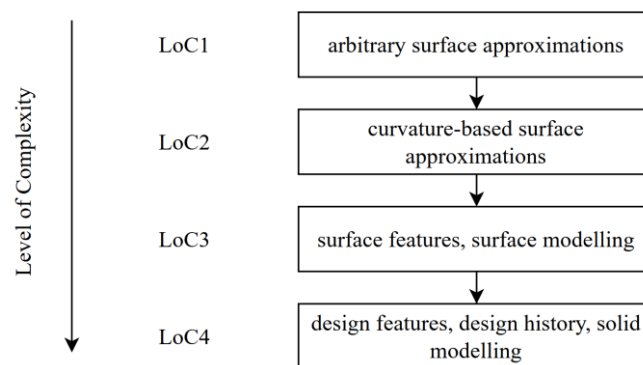 Level of Complexity
LoC1
arbitrary surface approximations
LoC2
curvature-based surface
approximations
LoC3
surface features, surface modelling
LoC4
design features, design history, solid
modelling